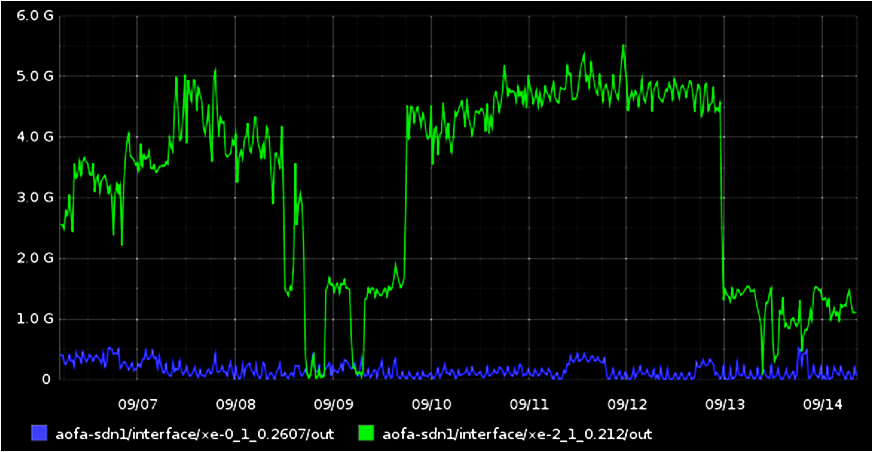 6.0 G
5.0 G
4.0 G
3.0 G
2.0 G
1.0 G
0
09/07 09/08 09/09 09/10 09/11 09/12 09/13 09/14
aofa-sdn1/interface/xe-0_1_0.2607/out aofa-sdn1/interface/xe-2_1_0.212/out